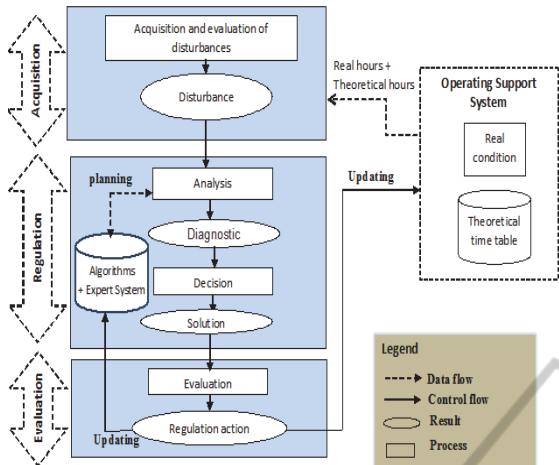 Acquisition
Acquisition and evaluation of
disturbances
Disturbance
Real hours +
Theoretical hours
Operating Support
System
Real
condition
Theoretical
time table
Regulation
planning
Analysis
Diagnostic
Algorithms
+ Expert System
Decision
Solution
Updating
Evaluation
Evaluation
Regulation action
Updating
Legend
Data flow
Control flow
Result
Process